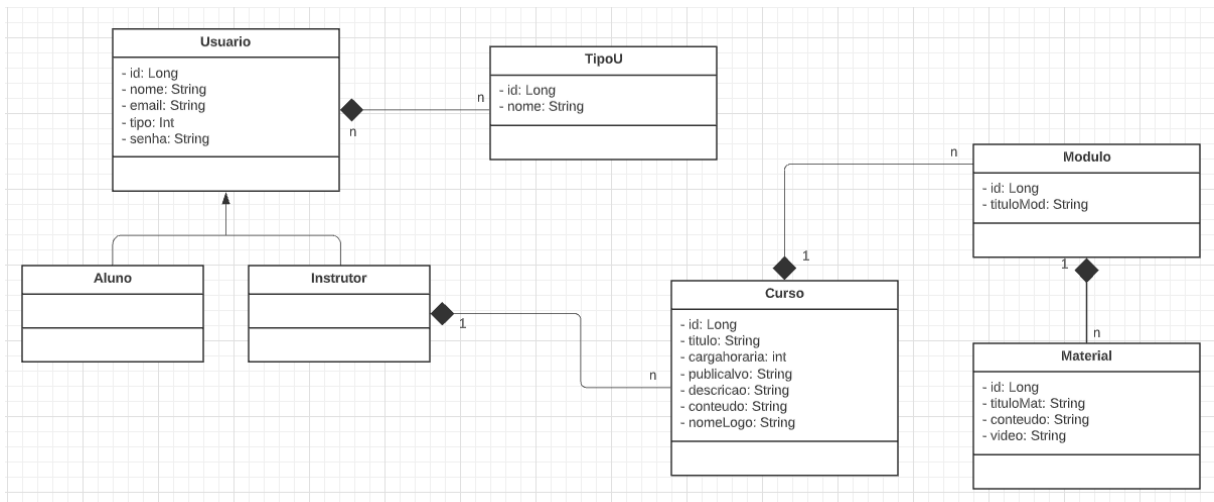 Usuario
- id: Long
- nome: String
- email: String
- tipo: Int
- senha: String
n
n
TipoU
- id: Long
- nome: String
Aluno
Instrutor
1
n
Curso
- id: Long
- titulo: String
- cargahoraria: int
- publicalvo: String
- descricao: String
- conteudo: String
- nomeLogo: String
1
n
Modulo
- id: Long
- tituloMod: String
1
n
Material
- id: Long
- tituloMat: String
- conteudo: String
- video: String